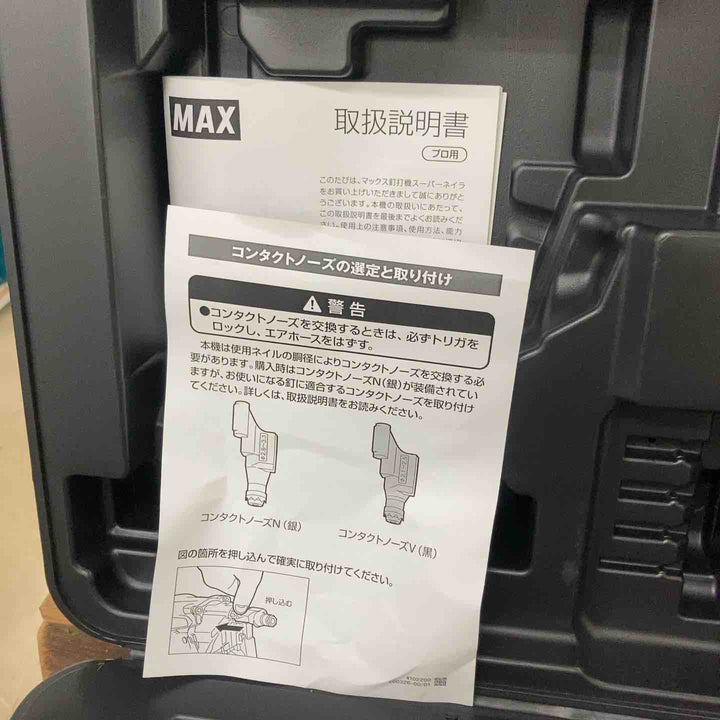 MAX
取扱説明書
プロ用
このたびは、マックス釘打機スーパーネイラ
をお買い上げいただきまして誠にありがと
うございます。本機の取扱いにあたって、
この取扱説明書を最後までよくお読みくだ
さい。使用上の注意事項、使用方法、能力
コンタクトノーズの選定と取り付け
警告
●コンタクトノーズを交換するときは、必ずトリガを
ロックし、エアホースをはずす。
本機は使用ネイルの胴径によりコンタクトノーズを交換する必
要があります。購入時はコンタクトノーズN(銀)が装備されてい
ますが、お使いになる釘に適合するコンタクトノーズを取り付け
てください。詳しくは、取扱説明書をお読みください。
コンタクトノーズN(銀)
コンタクトノーズV(黒)
図の箇所を押し込んで確実に取り付けてください。
押し込む